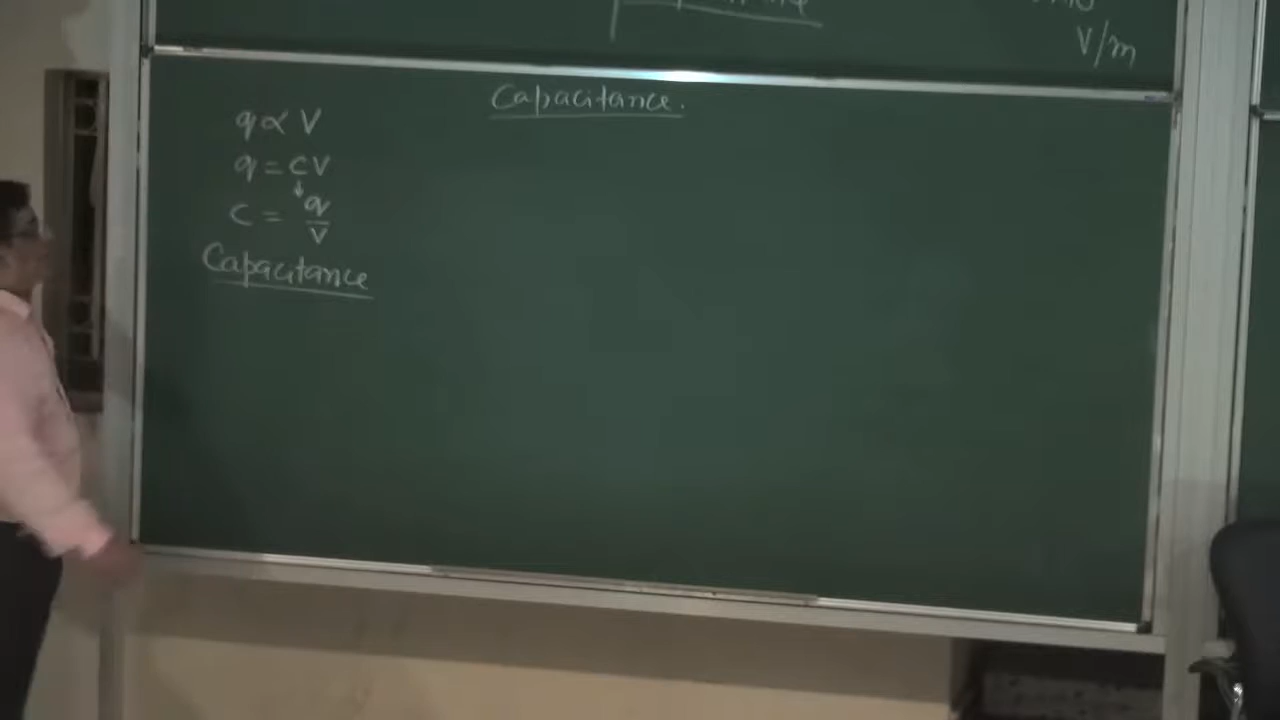 V/m
Capacitance.
q ∝ V
q = CV
↓
C = q/V
Capacitance